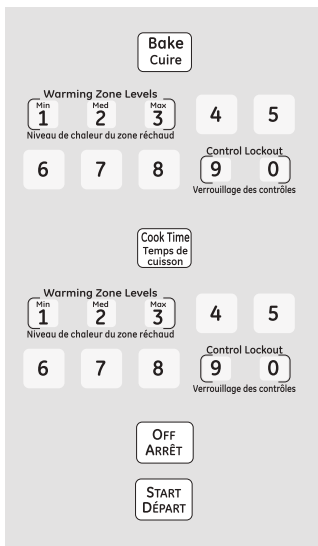 Bake
Cuire
Warming Zone Levels
Min Med Max
1 2 3 4 5
Niveau de chaleur du zone réchaud
Control Lockout
6 7 8 9 0
Verrouillage des contrôles
Cook Time
Temps de
cuisson
Warming Zone Levels
Min Med Max
1 2 3 4 5
Niveau de chaleur du zone réchaud
Control Lockout
6 7 8 9 0
Verrouillage des contrôles
OFF
ARRÊT
START
DÉPART